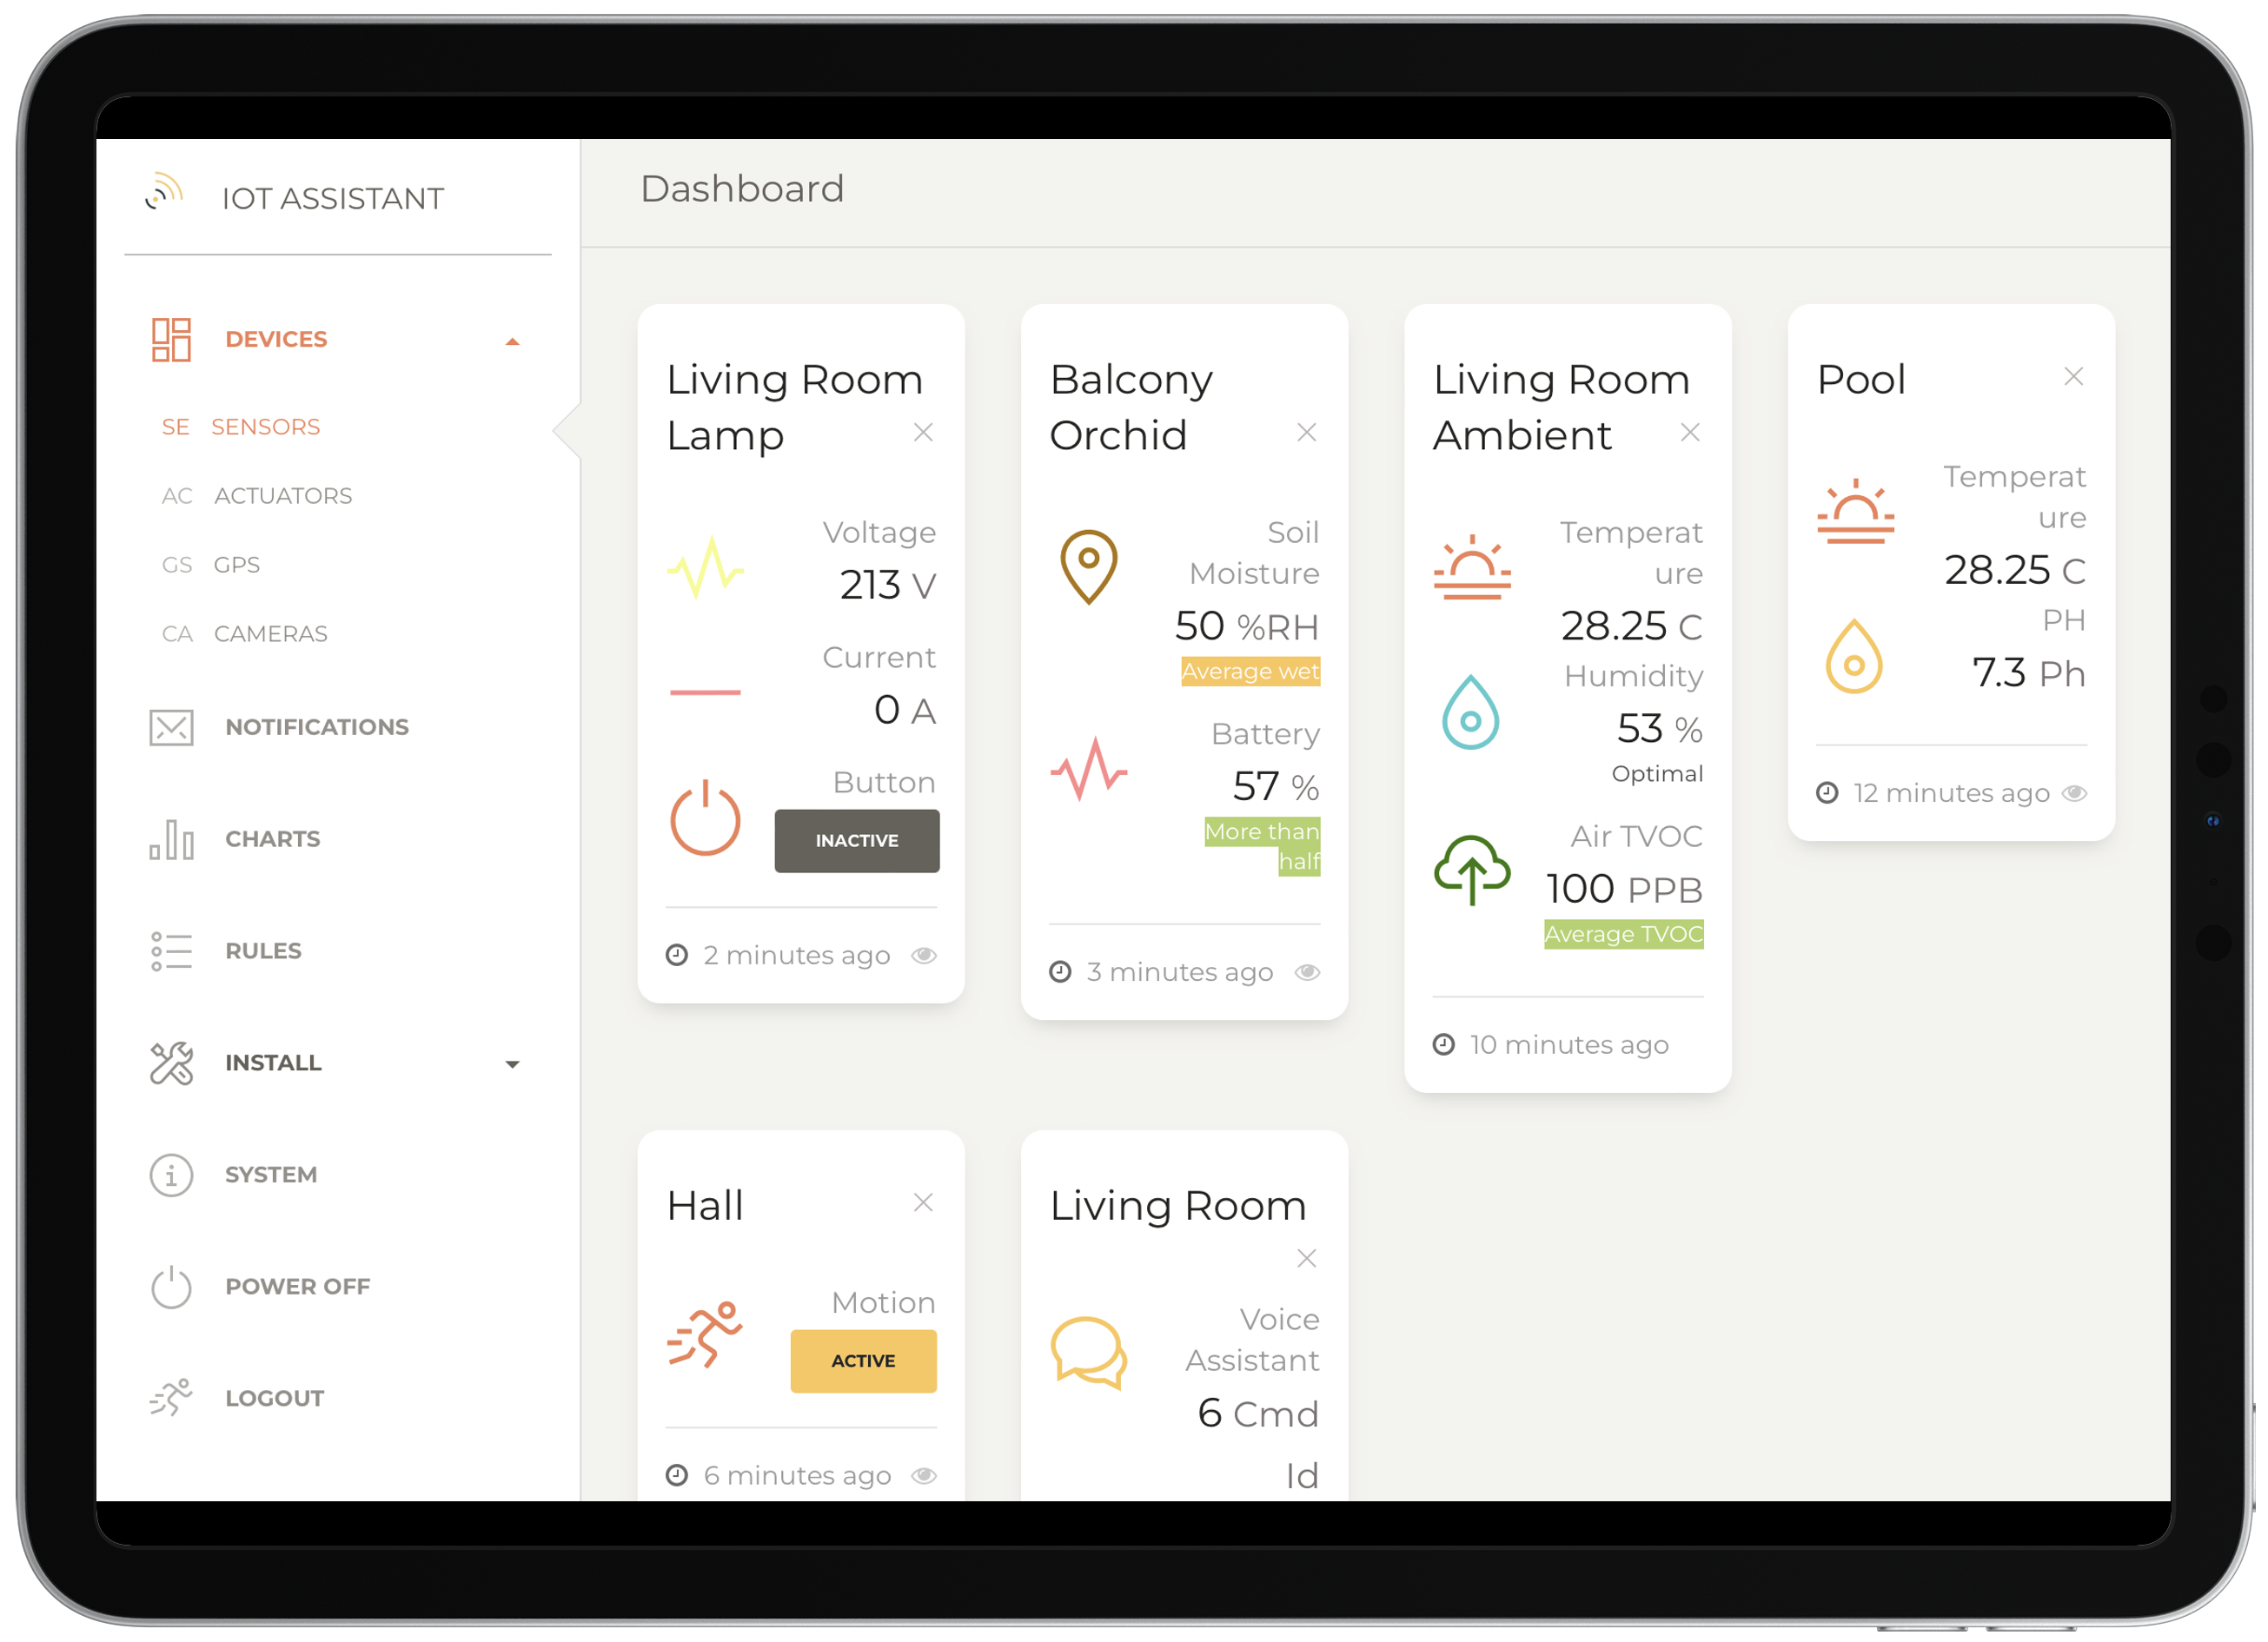 IOT ASSISTANT
DEVICES
SE SENSORS
AC ACTUATORS
GS GPS
CA CAMERAS
NOTIFICATIONS
CHARTS
RULES
INSTALL
SYSTEM
POWER OFF
LOGOUT
Dashboard
Living Room
Lamp
Voltage
213 V
Current
0 A
Button
INACTIVE
2 minutes ago
Balcony
Orchid
Soil
Moisture
50 %RH
Average wet
Battery
57 %
More than
half
3 minutes ago
Living Room
Ambient
Temperat
ure
28.25 C
Humidity
53 %
Optimal
Air TVOC
100 PPB
Average TVOC
10 minutes ago
Pool
Temperat
ure
28.25 C
PH
7.3 Ph
12 minutes ago
Hall
Motion
ACTIVE
6 minutes ago
Living Room
Voice
Assistant
6 Cmd
Id